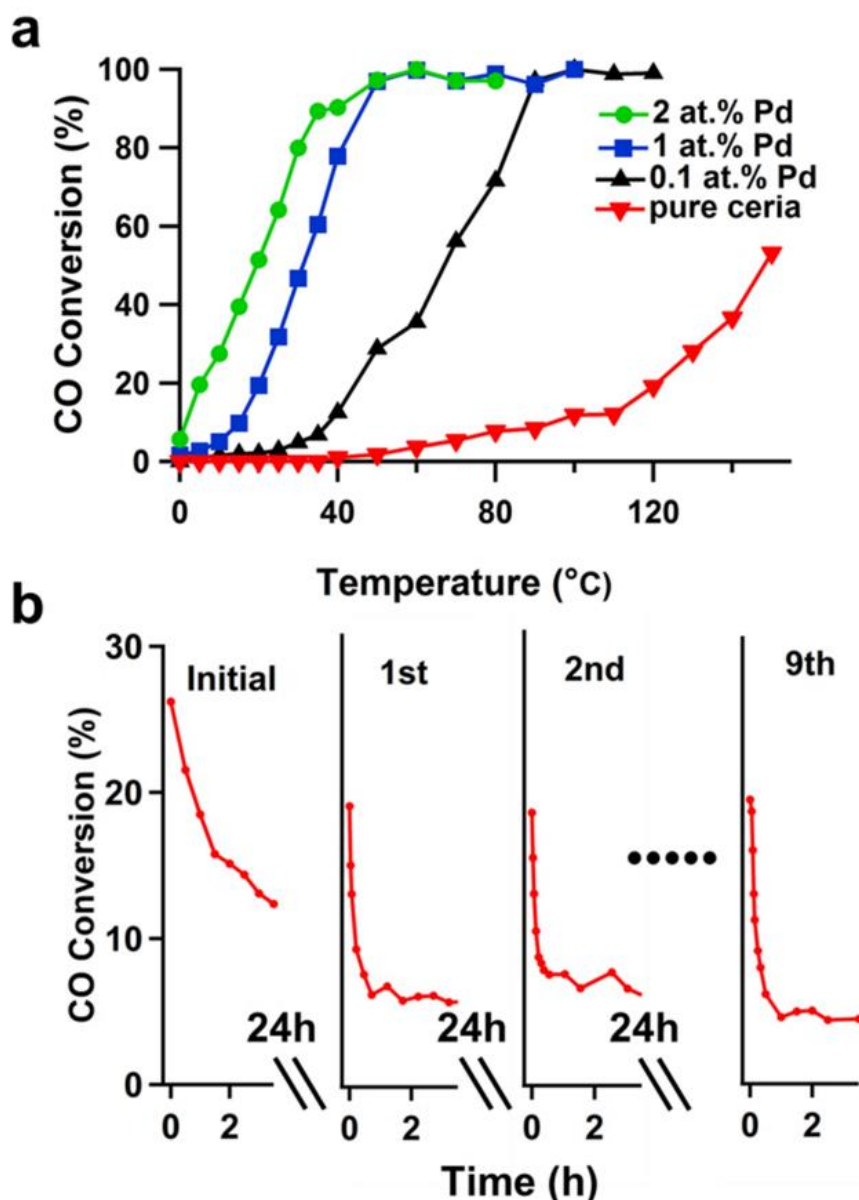 a
CO Conversion (%)
100
80
60
40
20
0
2 at.% Pd
1 at.% Pd
0.1 at.% Pd
pure ceria
0 40 80 120
Temperature (°C)
b
CO Conversion (%)
30
20
10
0
Initial 1st 2nd 9th
24h 24h 24h
0 2 0 2 0 2 0 2
Time (h)